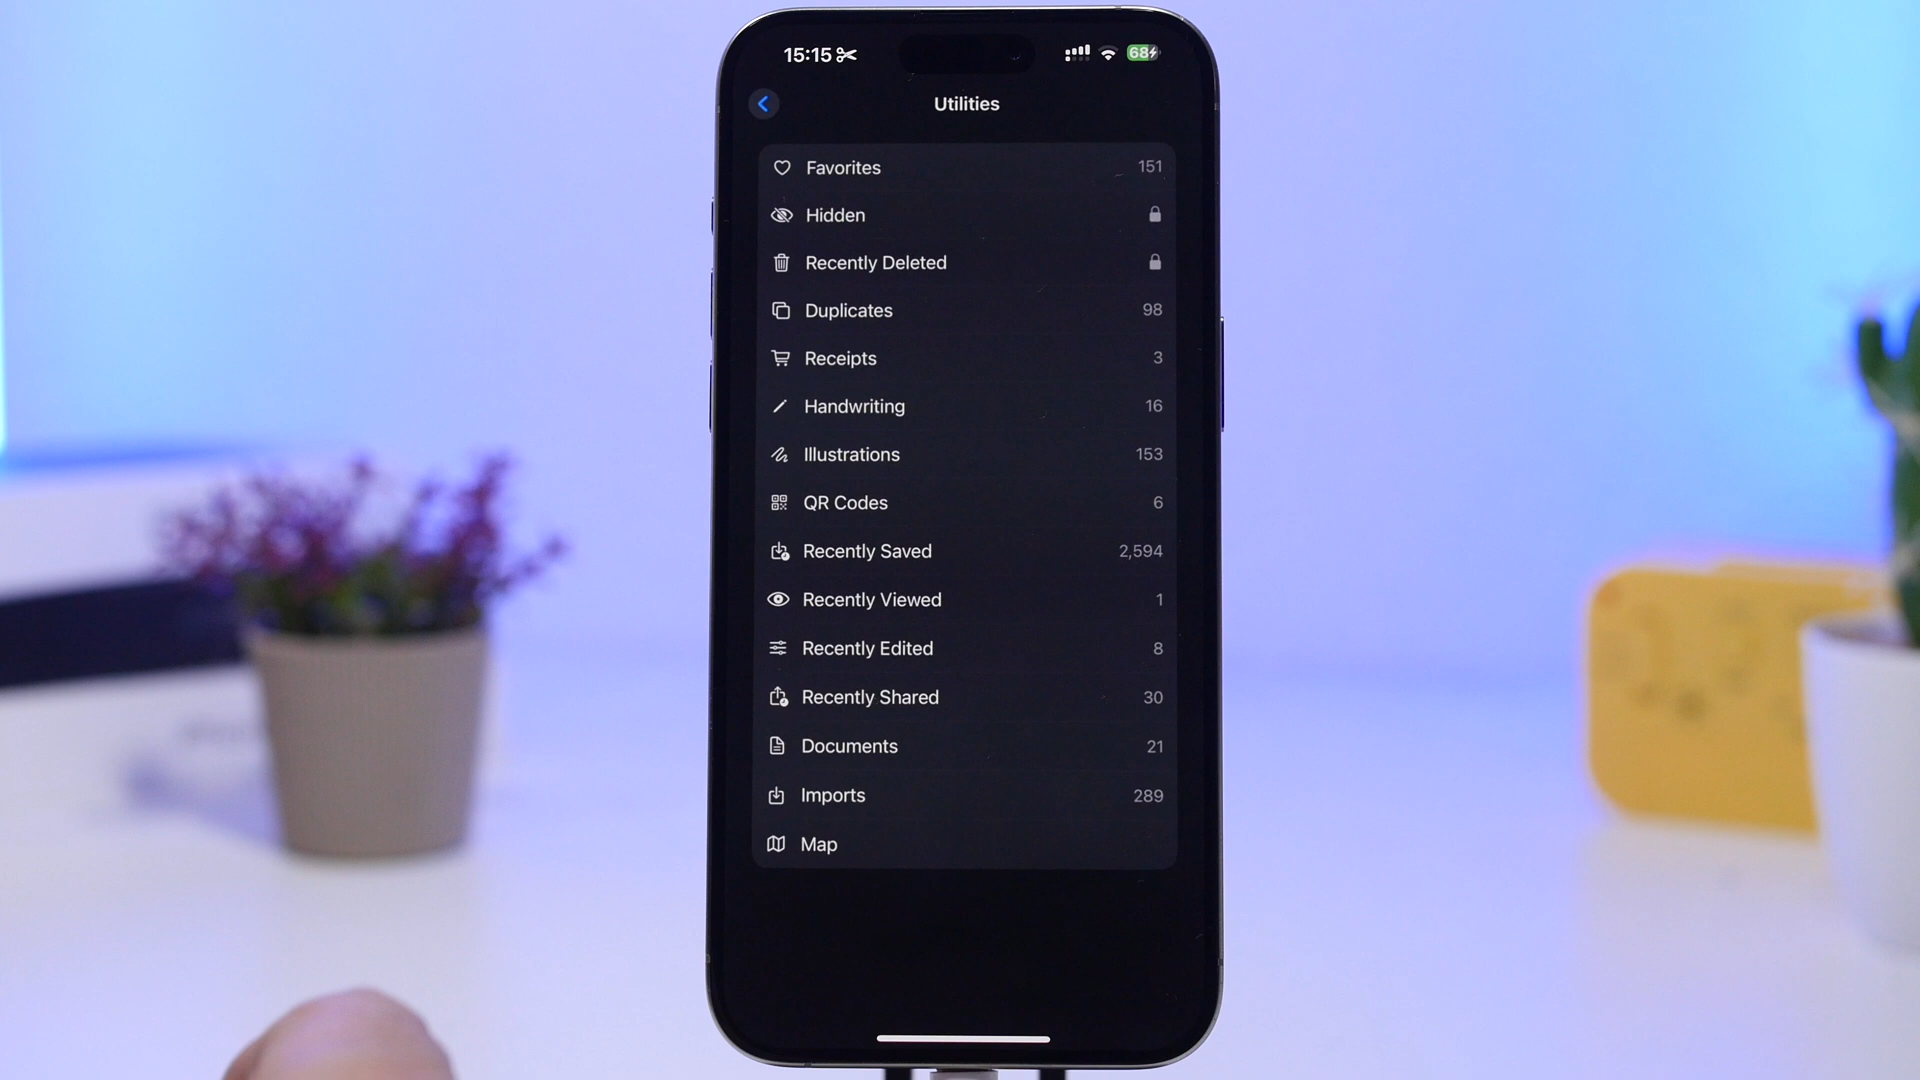 15:15 68
Utilities
Favorites 151
Hidden
Recently Deleted
Duplicates 98
Receipts 3
Handwriting 16
Illustrations 153
QR Codes 6
Recently Saved 2,594
Recently Viewed 1
Recently Edited 8
Recently Shared 30
Documents 21
Imports 289
Map